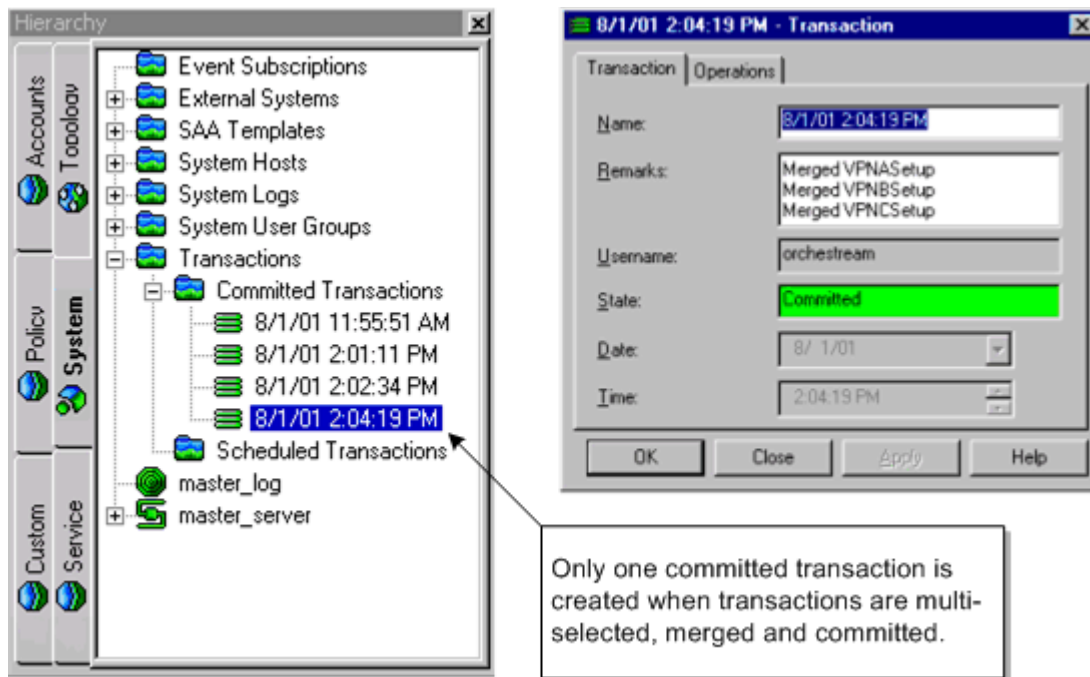 Hierarchy
Accounts
Topology
Policy
System
Custom
Service
Event Subscriptions
External Systems
SAA Templates
System Hosts
System Logs
System User Groups
Transactions
Committed Transactions
8/1/01 11:55:51 AM
8/1/01 2:01:11 PM
8/1/01 2:02:34 PM
8/1/01 2:04:19 PM
Scheduled Transactions
master_log
master_server
8/1/01 2:04:19 PM - Transaction
Transaction
Operations
Name:
8/1/01 2:04:19 PM
Remarks:
Merged VPNASetup
Merged VPNBSetup
Merged VPNCSetup
Username:
orchestream
State:
Committed
Date:
8/ 1/01
Time:
2:04:19 PM
OK
Close
Apply
Help
Only one committed transaction is
created when transactions are multi-
selected, merged and committed.